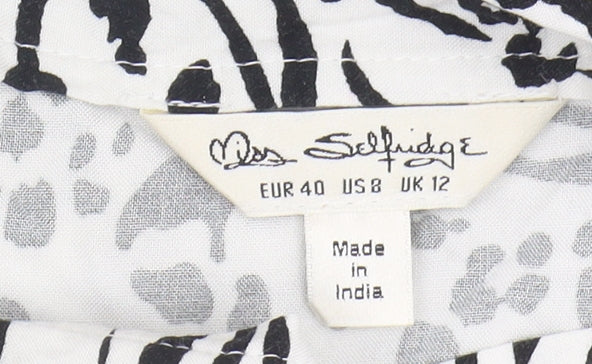 Miss Selfridge
EUR 40 US 8 UK 12
Made
in
India